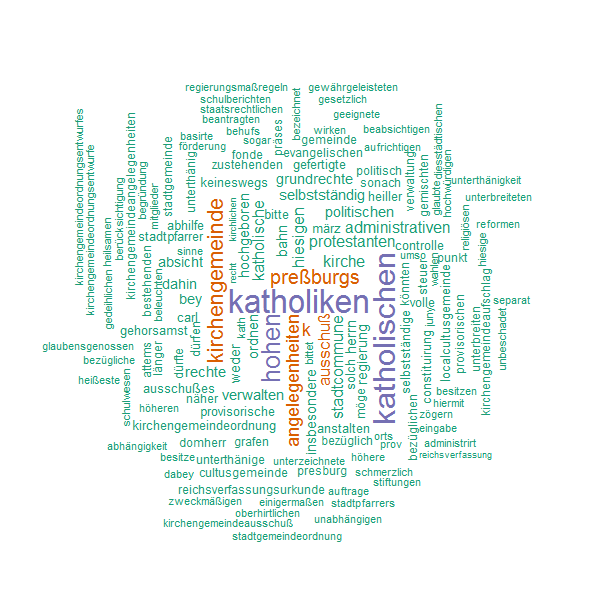 regierungsmaßregeln
gewährgeleisteten
schulberichten
gesetzlich
staatsrechtlichen
geeignete
beantragten
bezeichnet
basirte
behufs
wirken
beabsichtigen
förderung
sogar
präses
gemeinde
aufrichtigen
fonde
evangelischen
zustehenden
gefertigte
politisch
verwaltung
gemischten
glaubte
diesstädtischen
hochwürdigen
kirchengemeindeordnungsentwurfes
kirchengemeindeordnungsentwurfe
heilsamen
gedeihlichen
berücksichtigung
kirchengemeindeangelegenheiten
begründung
mitglieder
stadtgemeinde
unterthänig
keineswegs
grundrechte
sonach
heiller
unterthänigkeit
selbstständig
unterbreiteten
abhilfe
kirchlichen
hochgeboren
katholische
bitte
hiesigen
politischen
administrativen
märz
religiösen
reformen
stadtpfarrer
bahn
protestanten
controlle
hiesige
sinne
absicht
kirche
ums
punkt
wahlen
bestehenden
beleuchten
dahin
recht
preßburgs
könnten
steuer
localcultusgemeinde
provisorischen
kirchengemeindeaufschlag
kirchengemeinde
bey
katholiken
katholischen
volle
separat
carl
kath
ordnen
hohen
k
ausschuß
stadtcommune
herrn
regierung
selbstständige
constituirung
juny
unterbreiten
unbeschadet
gehorsamst
dürfen
angelegenheiten
glaubensgenossen
länger
attems
dürfte
weder
bittet
solch
möge
bezügliche
rechte
insbesondere
heißeste
schulwesen
ausschußes
näher
verwalten
besitzen
hiermit
höheren
provisorische
zögern
kirchengemeindeordnung
anstalten
bezüglichen
eingabe
abhängigkeit
domherr
grafen
bezüglich
orts
prov
administrirt
besitze
unterthänige
unterzeichnete
höhere
reichsverfassung
dabey
cultusgemeinde
presburg
schmerzlich
stiftungen
reichsverfassungsurkunde
auftrage
zweckmäßigen
einigermaßen
stadtpfarrers
oberhirtlichen
kirchengemeindeausschuß
unabhängigen
stadtgemeindeordnung